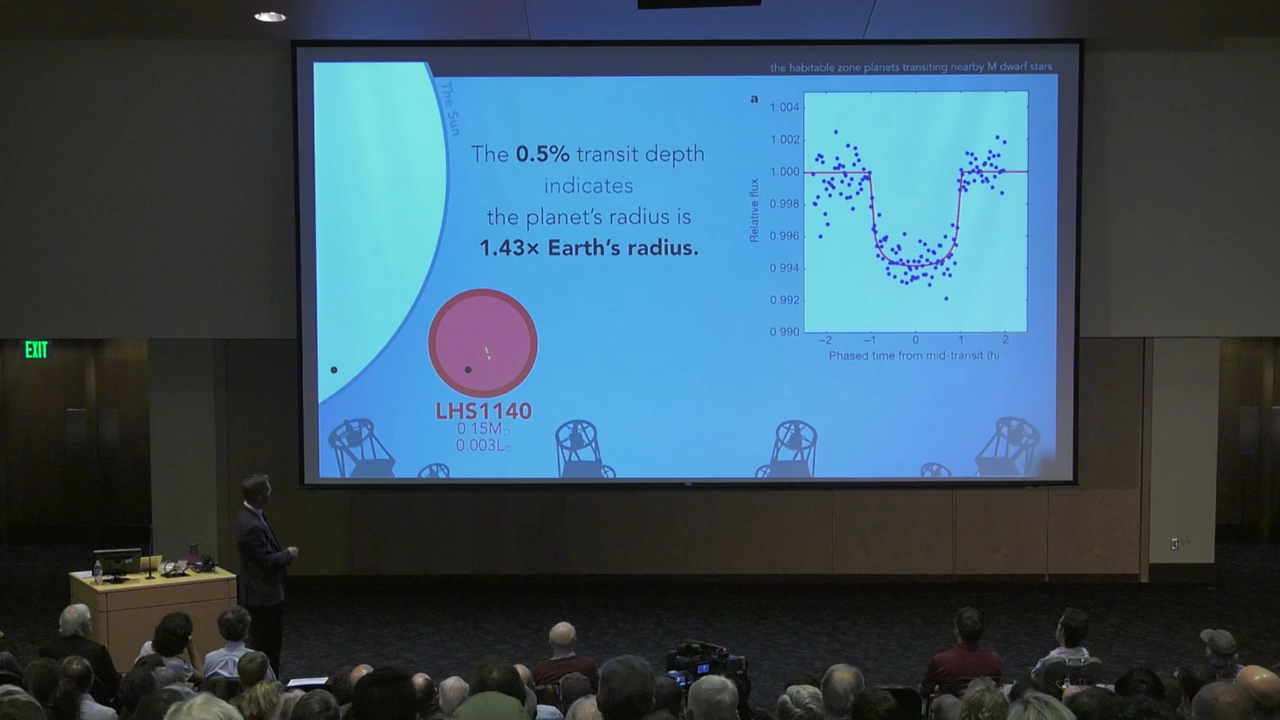 the habitable zone planets transiting nearby M dwarf stars
The Sun
The 0.5% transit depth
indicates
the planet's radius is
1.43× Earth's radius.
LHS1140
0.15M☉
0.003L☉
a
1.004
1.002
1.000
0.998
0.996
0.994
0.992
0.990
Relative flux
−2 −1 0 1 2
Phased time from mid-transit (h)
EXIT